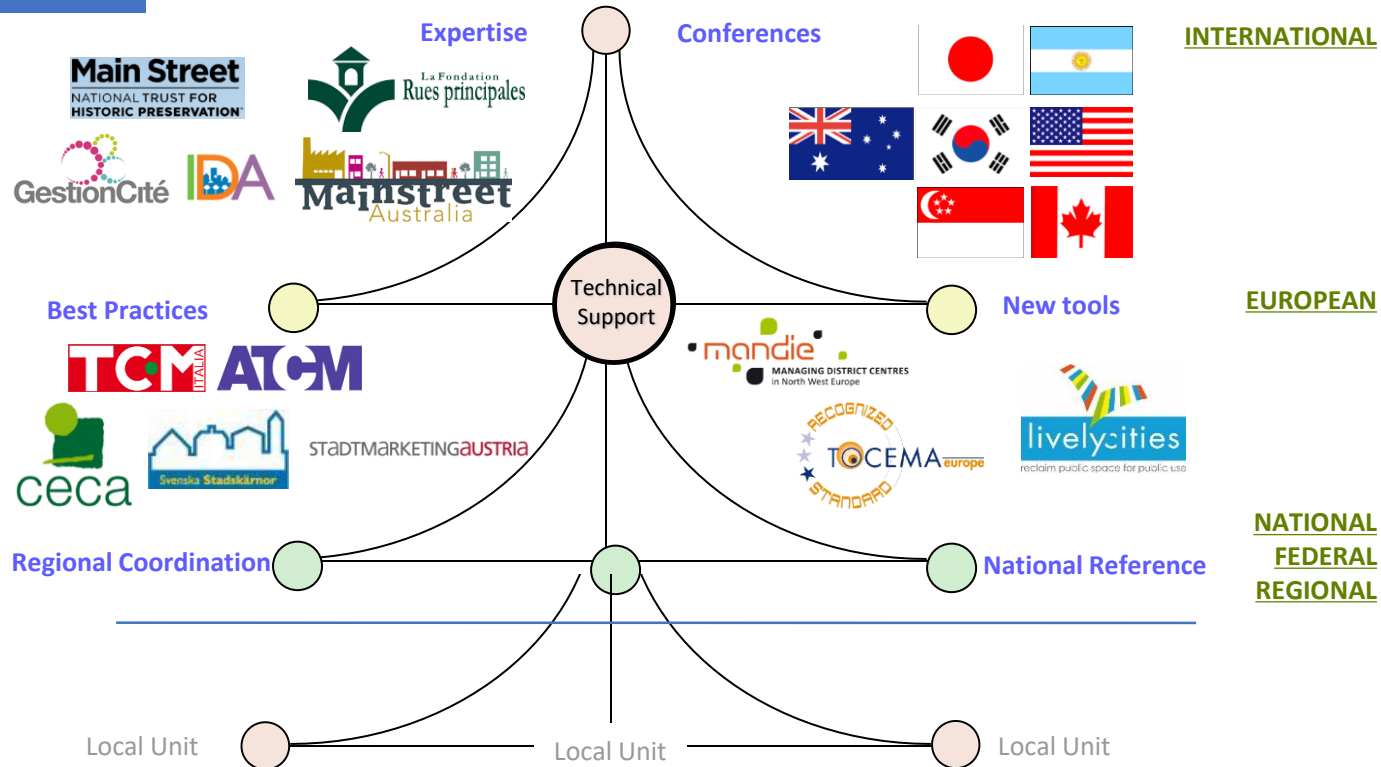 Expertise
Conferences
INTERNATIONAL
Main Street
NATIONAL TRUST FOR
HISTORIC PRESERVATION
La Fondation
Rues principales
GestionCité
IDA
Mainstreet
Australia
Technical
Support
Best Practices
New tools
EUROPEAN
TCM
ITALIA
ATCM
mandie
MANAGING DISTRICT CENTRES
in North West Europe
ceca
Svenska Stadskärnor
STaDTMaRKETINGaUSTRIa
RECOGNIZED
TOCEMA europe
STANDARD
livelycities
reclaim public space for public use
Regional Coordination
National Reference
NATIONAL
FEDERAL
REGIONAL
Local Unit
Local Unit
Local Unit